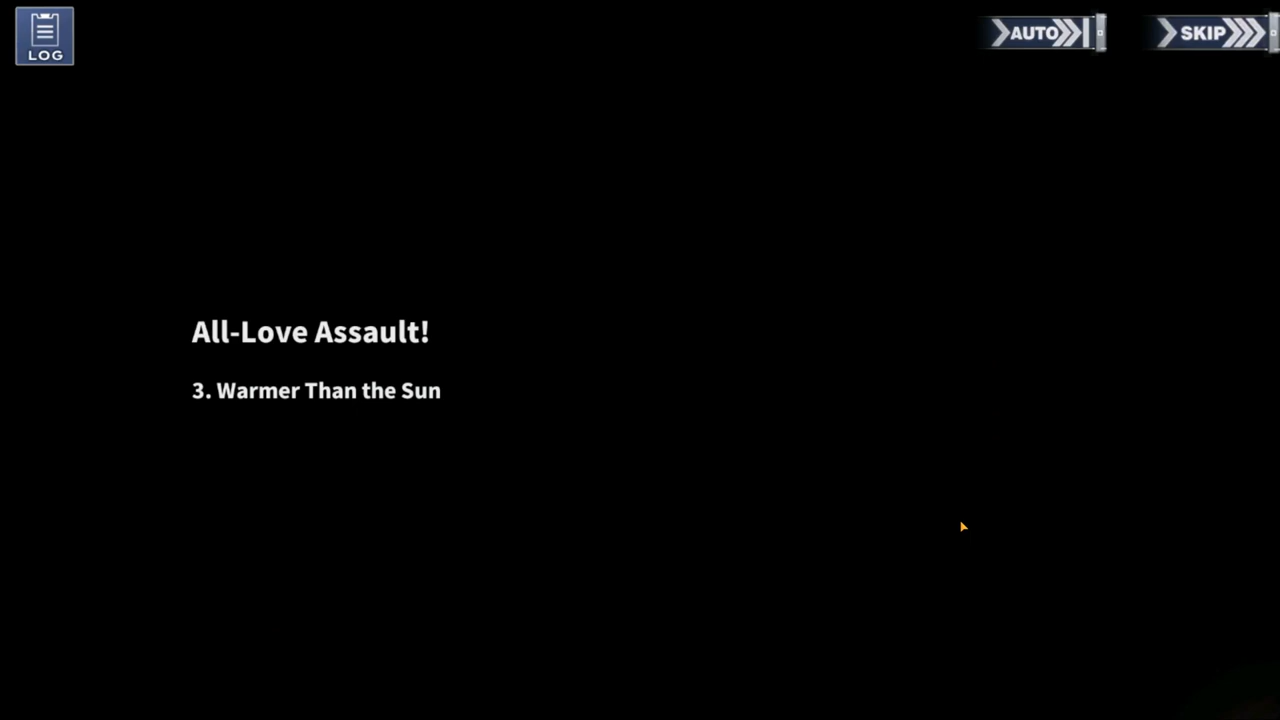 LOG
AUTO
SKIP
All-Love Assault!
3. Warmer Than the Sun